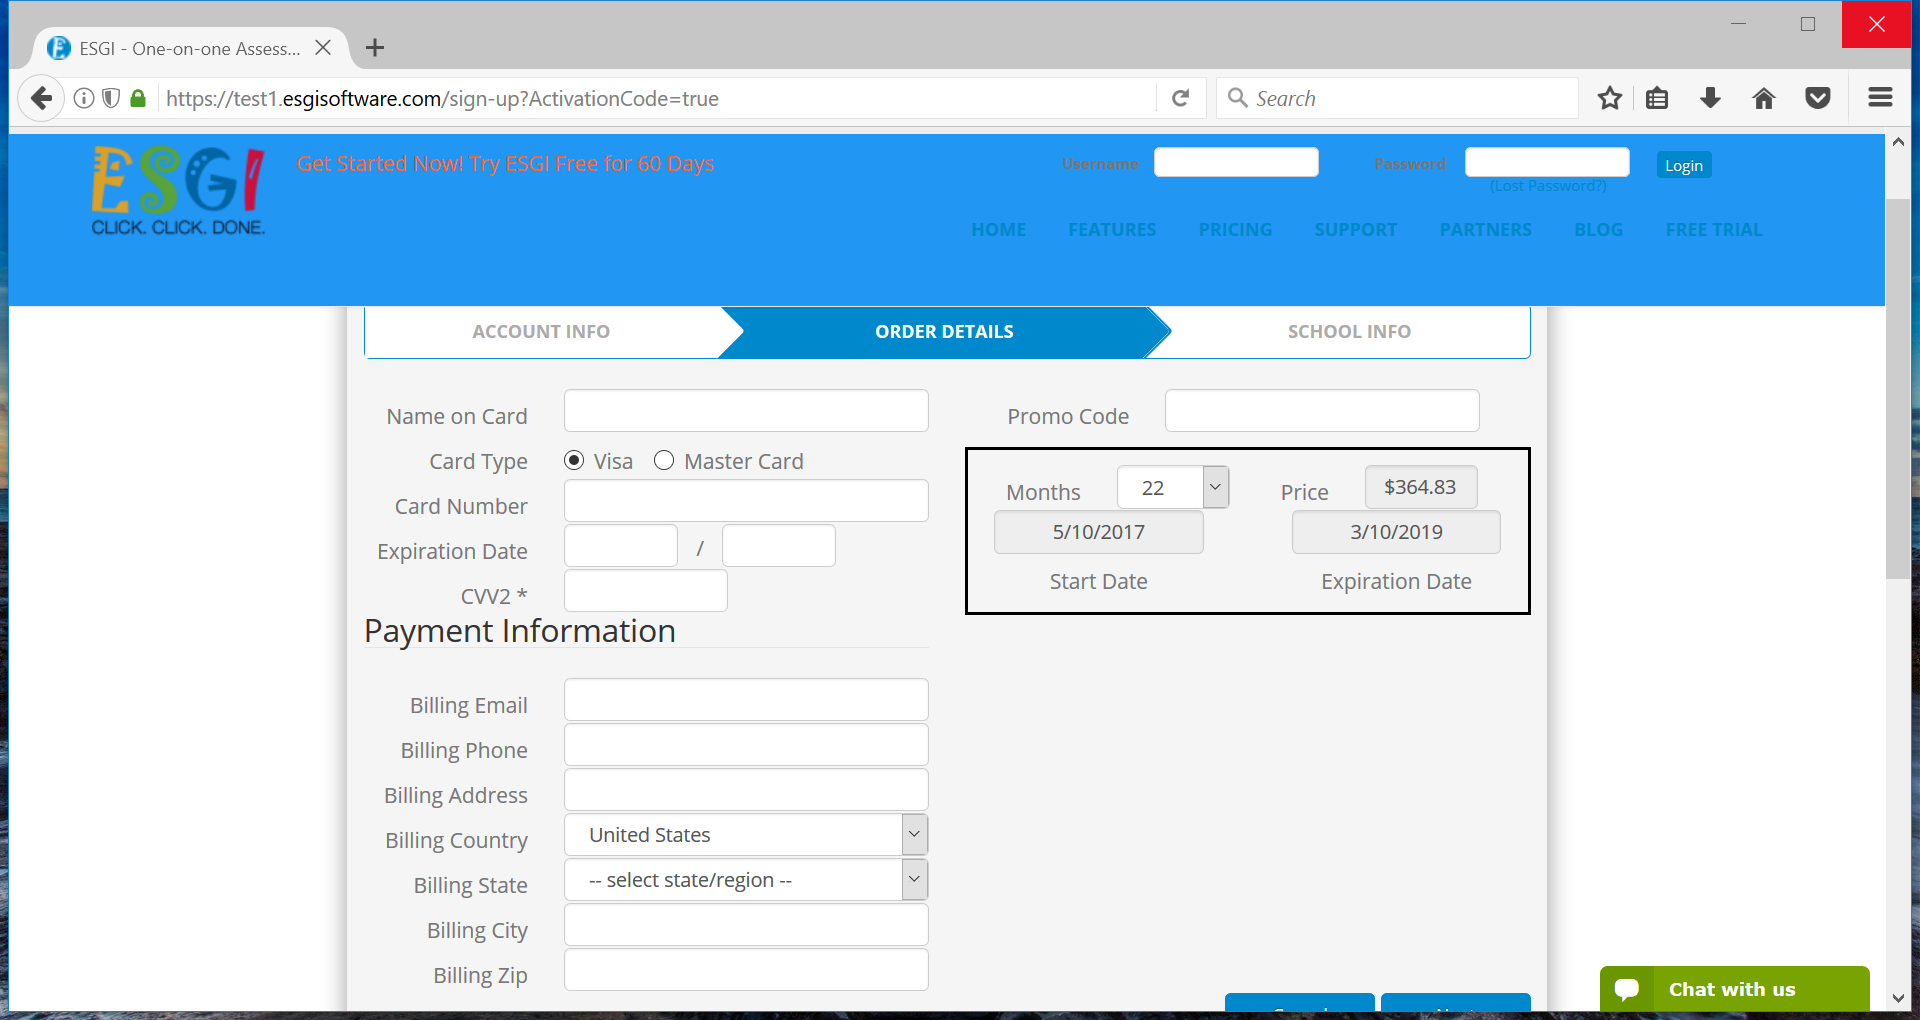 ESGI - One-on-one Assess...
https://test1.esgisoftware.com/sign-up?ActivationCode=true
Search
ESGI
CLICK. CLICK. DONE.
Get Started Now! Try ESGI Free for 60 Days
Username
Password
Login
(Lost Password?)
HOME FEATURES PRICING SUPPORT PARTNERS BLOG FREE TRIAL
ACCOUNT INFO
ORDER DETAILS
SCHOOL INFO
Name on Card
Promo Code
Card Type Visa Master Card
Card Number
Expiration Date /
CVV2 *
Months 22 Price $364.83
5/10/2017 3/10/2019
Start Date Expiration Date
Payment Information
Billing Email
Billing Phone
Billing Address
Billing Country United States
Billing State -- select state/region --
Billing City
Billing Zip
Chat with us